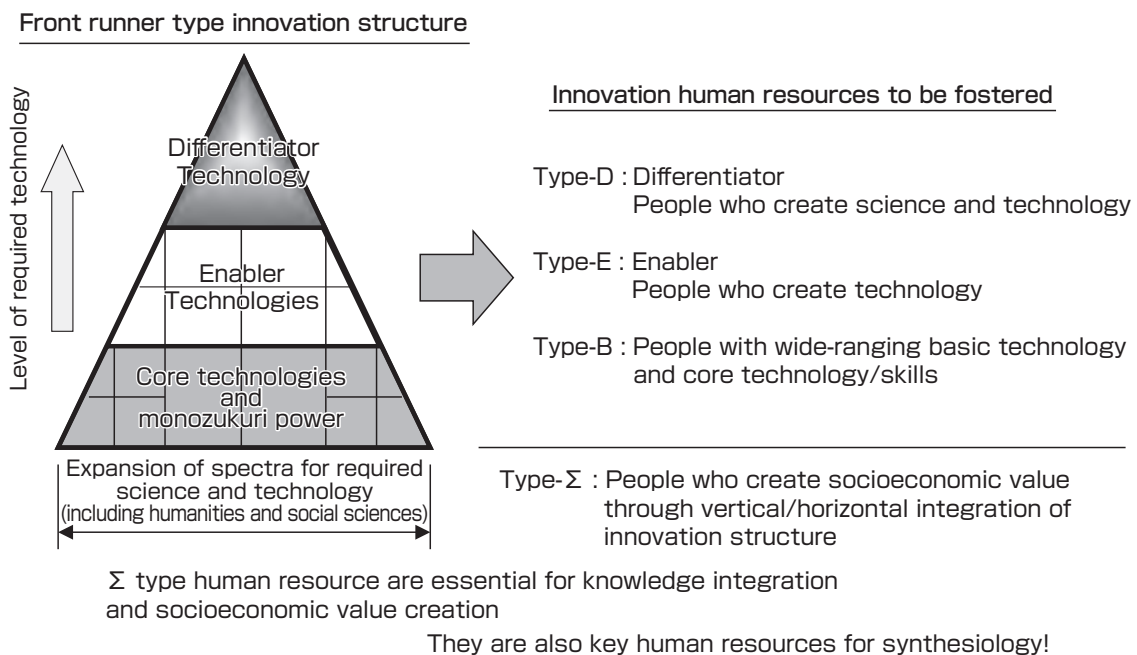 Front runner type innovation structure
Level of required technology
Differentiator
Technology
Enabler
Technologies
Core technologies
and
monozukuri power
Expansion of spectra for required
science and technology
(including humanities and social sciences)
Innovation human resources to be fostered
Type-D : Differentiator
People who create science and technology
Type-E : Enabler
People who create technology
Type-B : People with wide-ranging basic technology
and core technology/skills
Type-Σ : People who create socioeconomic value
through vertical/horizontal integration of
innovation structure
Σ type human resource are essential for knowledge integration
and socioeconomic value creation
They are also key human resources for synthesiology!